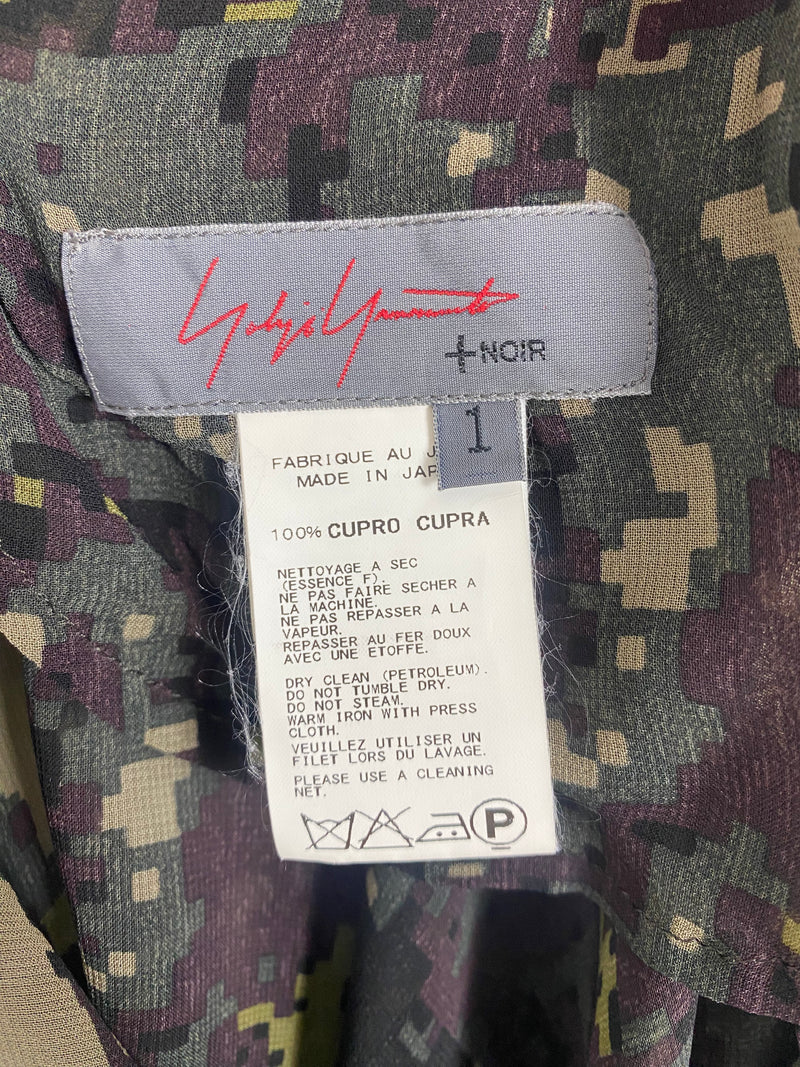 Yohji Yamamoto
+NOIR
1
FABRIQUE AU J
MADE IN JAP
100% CUPRO CUPRA
NETTOYAGE A SEC
(ESSENCE F).
NE PAS FAIRE SECHER A
LA MACHINE.
NE PAS REPASSER A LA
VAPEUR.
REPASSER AU FER DOUX
AVEC UNE ETOFFE.
DRY CLEAN (PETROLEUM).
DO NOT TUMBLE DRY.
DO NOT STEAM.
WARM IRON WITH PRESS
CLOTH.
VEUILLEZ UTILISER UN
FILET LORS DU LAVAGE.
PLEASE USE A CLEANING
NET.
P